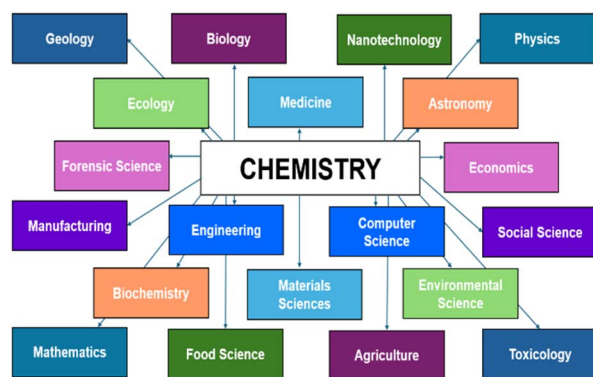 Geology
Biology
Nanotechnology
Physics
Ecology
Medicine
Astronomy
Forensic Science
CHEMISTRY
Economics
Manufacturing
Engineering
Computer
Science
Social Science
Biochemistry
Materials
Sciences
Environmental
Science
Mathematics
Food Science
Agriculture
Toxicology